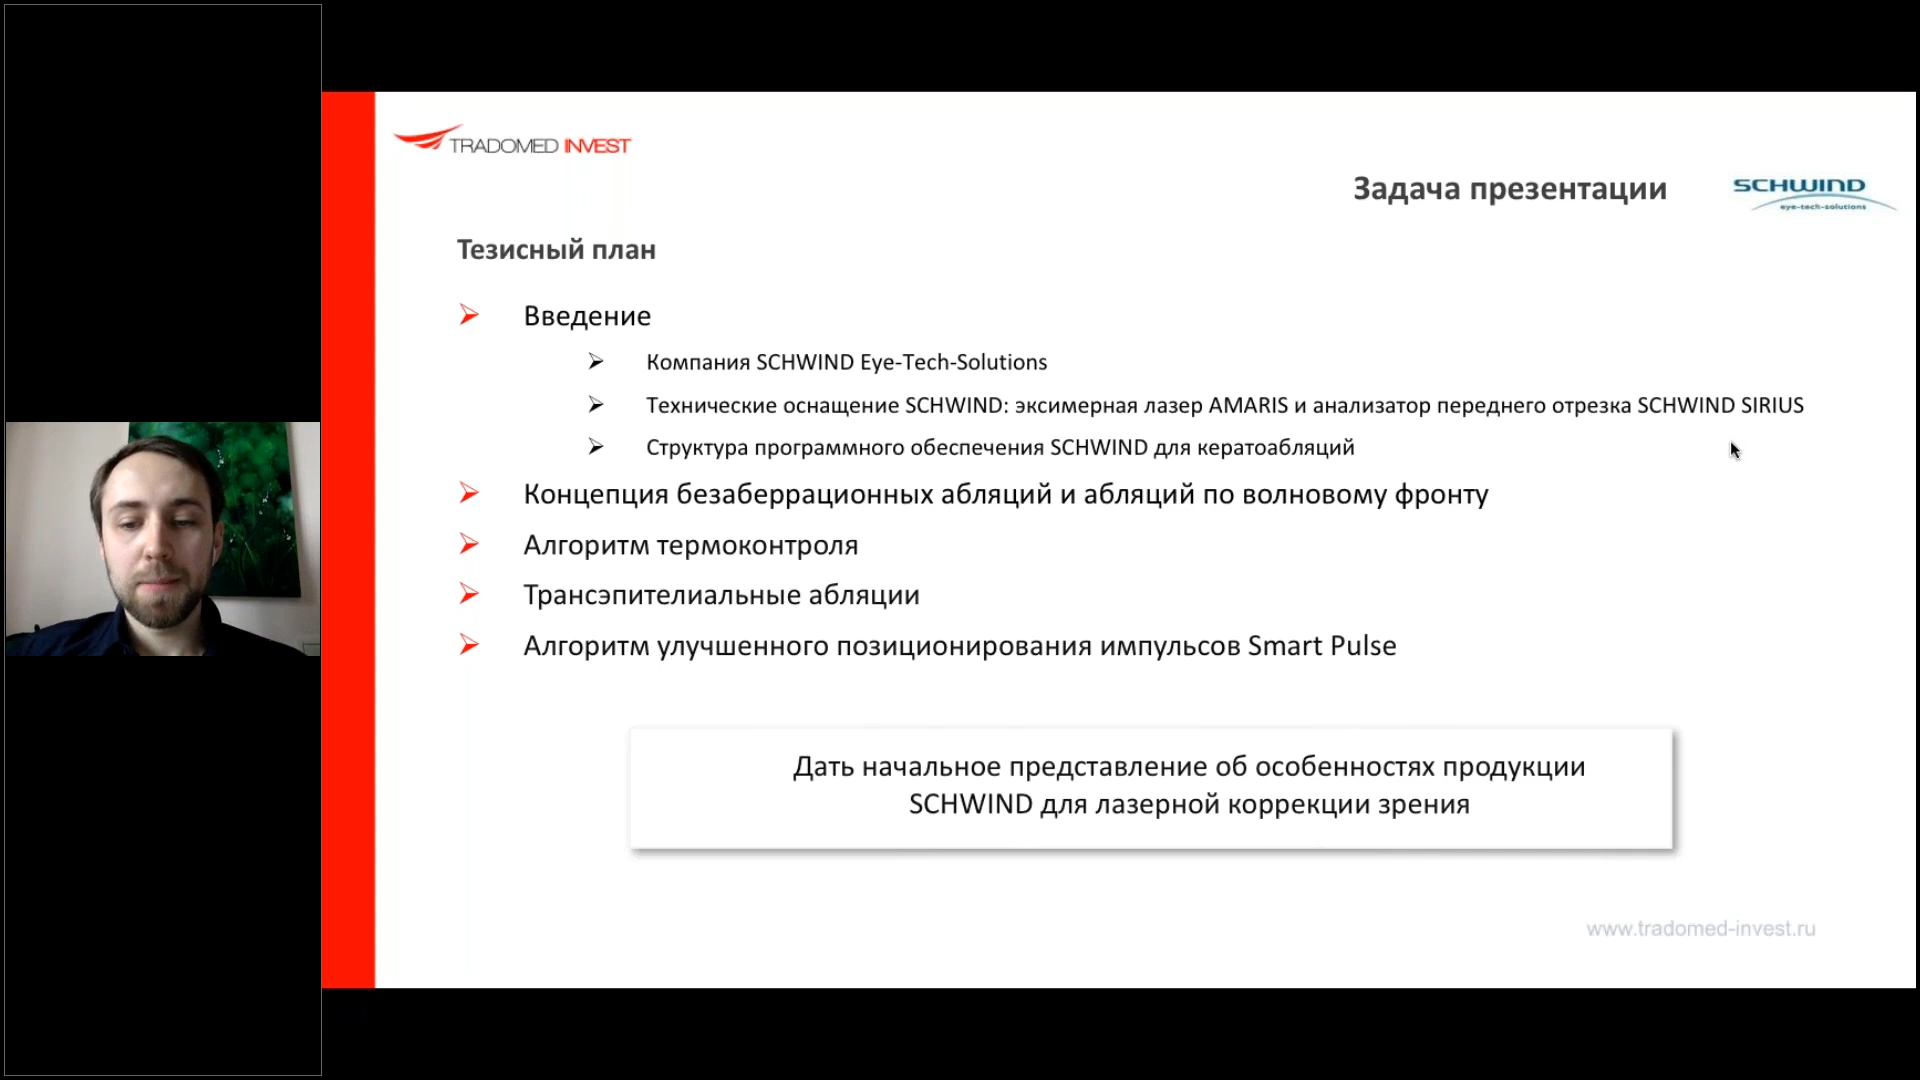 TRADOMED INVEST
Задача презентации
SCHWIND
eye-tech-solutions
Тезисный план
Введение
Компания SCHWIND Eye-Tech-Solutions
Технические оснащение SCHWIND: эксимерная лазер AMARIS и анализатор переднего отрезка SCHWIND SIRIUS
Структура программного обеспечения SCHWIND для кератоабляций
Концепция безаберрационных абляций и абляций по волновому фронту
Алгоритм термоконтроля
Трансэпителиальные абляции
Алгоритм улучшенного позиционирования импульсов Smart Pulse
Дать начальное представление об особенностях продукции
SCHWIND для лазерной коррекции зрения
www.tradomed-invest.ru